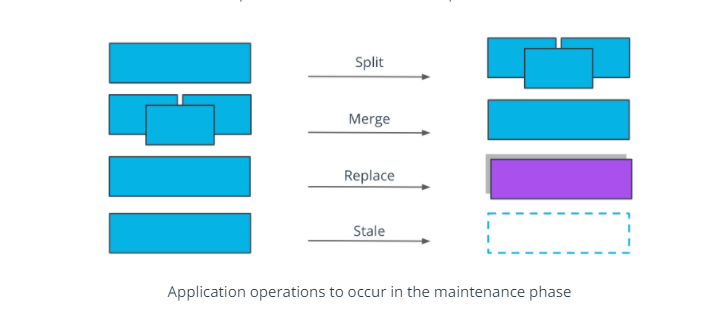 Split
Merge
Replace
Stale
Application operations to occur in the maintenance phase